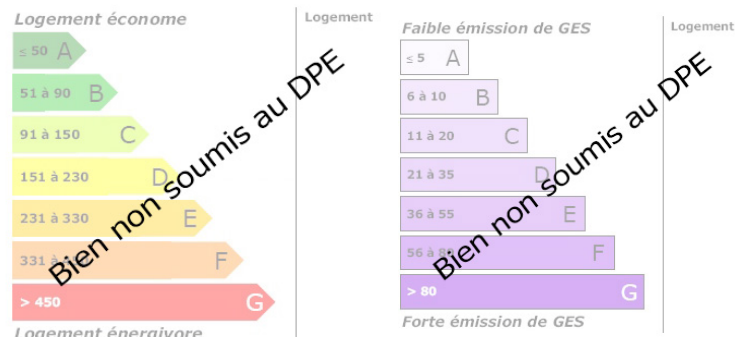 Logement économe
Logement
≤ 50 A
51 à 90 B
91 à 150 C
151 à 230 D
231 à 330 E
331 à F
> 450 G
Logement énergivore
Bien non soumis au DPE
Faible émission de GES
Logement
≤ 5 A
6 à 10 B
11 à 20 C
21 à 35 D
36 à 55 E
56 à 80 F
> 80 G
Forte émission de GES
Bien non soumis au DPE